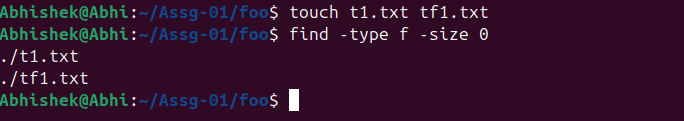 Abhishek@Abhi:~/Assg-01/foo$ touch t1.txt tf1.txt
Abhishek@Abhi:~/Assg-01/foo$ find -type f -size 0
./t1.txt
./tf1.txt
Abhishek@Abhi:~/Assg-01/foo$